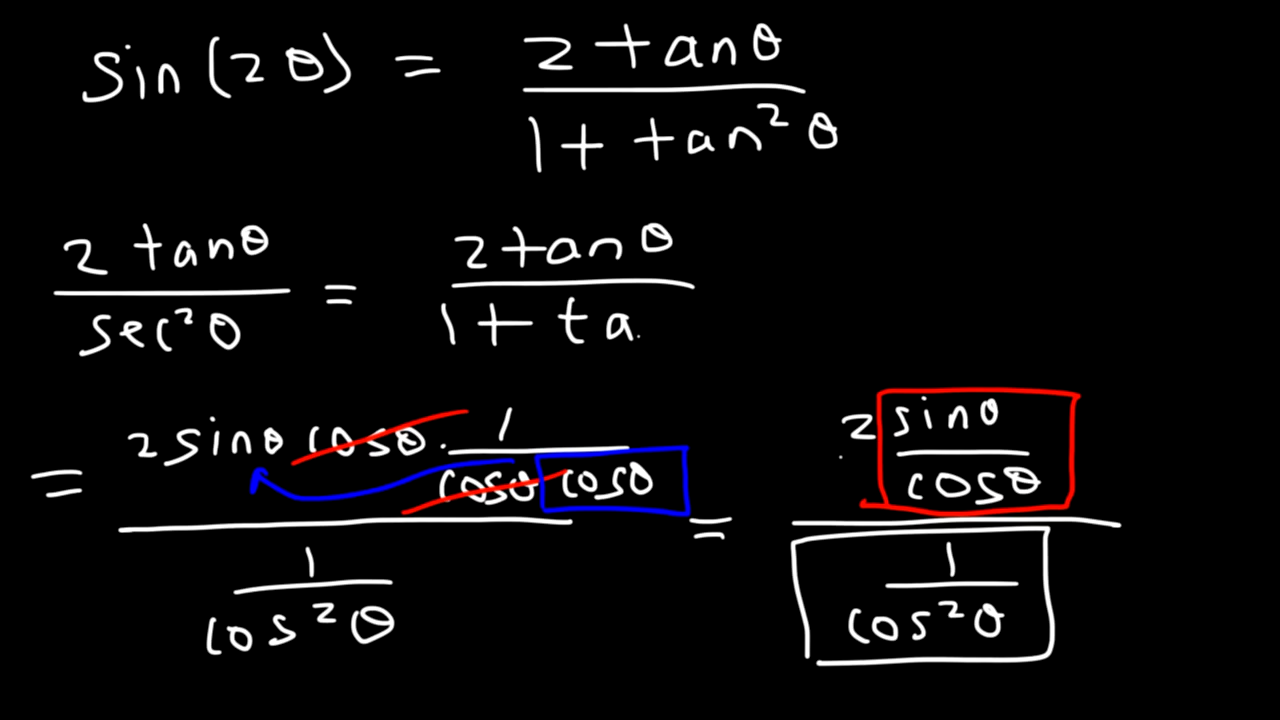 sin(2θ) = 2tanθ / 1 + tan²θ
2tanθ / sec²θ = 2tanθ / 1 + ta
= 2sinθ cosθ · 1 / cosθ cosθ / 1 / cos²θ = 2 sinθ / cosθ / 1 / cos²θ